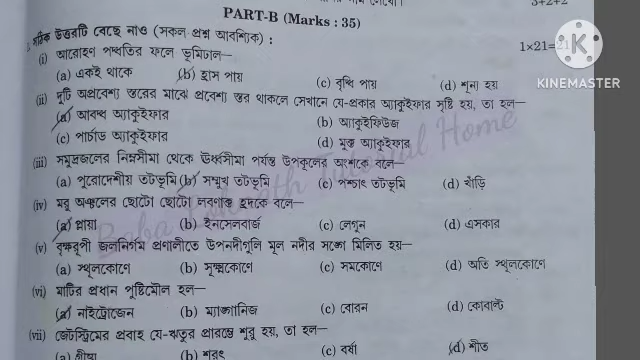 PART-B (Marks : 35)
সঠিক উত্তরটি বেছে নাও (সকল প্রশ্ন আবশ্যিক) :
1×21=21
KINEMASTER
(i) আরোহণ পদ্ধতির ফলে ভূমিঢাল—
(a) একই থাকে (b) হ্রাস পায় (c) বৃদ্ধি পায় (d) শূন্য হয়
(ii) দুটি অপ্রবেশ্য স্তরের মাঝে প্রবেশ্য স্তর থাকলে সেখানে যে-প্রকার অ্যাকুইফার সৃষ্টি হয়, তা হল—
(a) আবদ্ধ অ্যাকুইফার (b) অ্যাকুইফিউজ
(c) পার্চড অ্যাকুইফার (d) মুক্ত অ্যাকুইফার
(iii) সমুদ্রজলের নিম্নসীমা থেকে ঊর্ধ্বসীমা পর্যন্ত উপকূলের অংশকে বলে—
(a) পুরোদেশীয় তটভূমি (b) সম্মুখ তটভূমি (c) পশ্চাৎ তটভূমি (d) খাঁড়ি
(iv) মরু অঞ্চলের ছোটো ছোটো লবণাক্ত হ্রদকে বলে—
(a) প্লায়া (b) ইনসেলবার্জ (c) লেগুন (d) এসকার
(v) বৃক্ষরূপী জলনির্গম প্রণালীতে উপনদীগুলি মূল নদীর সঙ্গে মিলিত হয়—
(a) স্থূলকোণে (b) সূক্ষ্মকোণে (c) সমকোণে (d) অতি স্থূলকোণে
(vi) মাটির প্রধান পুষ্টিমৌল হল—
(a) নাইট্রোজেন (b) ম্যাঙ্গানিজ (c) বোরন (d) কোবাল্ট
(vii) জেটস্ট্রিমের প্রবাহ যে-ঋতুর প্রারম্ভে শুরু হয়, তা হল—
(a) গ্রীষ্ম (b) শরৎ (c) বর্ষা (d) শীত